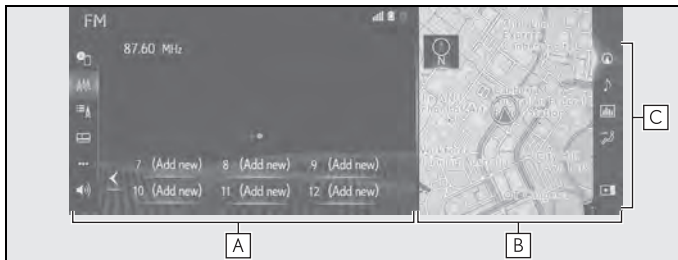 FM
87.60 MHz
N
7 (Add new) 8 (Add new) 9 (Add new)
10 (Add new) 11 (Add new) 12 (Add new)
Station
A
B
C